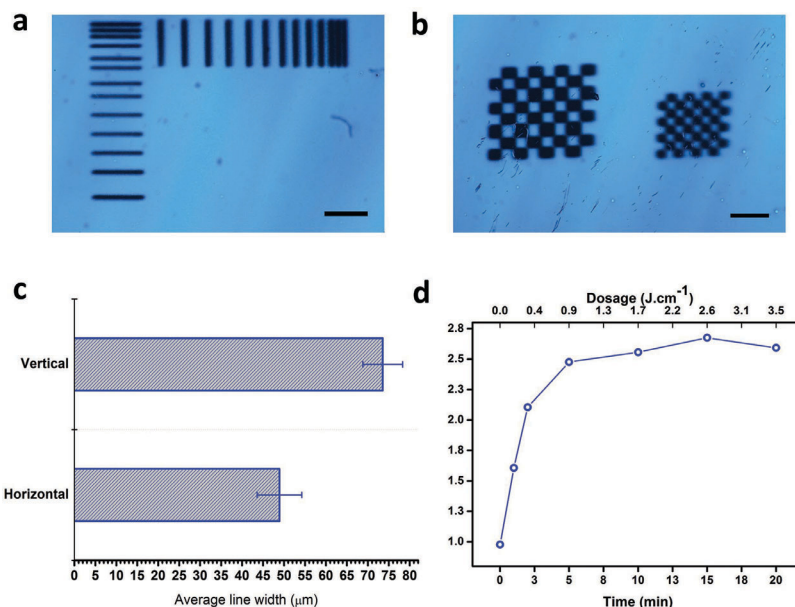 a
b
c
Vertical
Horizontal
0 5 10 15 20 25 30 35 40 45 50 55 60 65 70 75 80
Average line width (μm)
d
Dosage (J.cm⁻¹)
0.0 0.4 0.9 1.3 1.7 2.2 2.6 3.1 3.5
2.8
2.5
2.3
2.0
1.8
1.5
1.3
1.0
0 3 5 8 10 13 15 18 20
Time (min)